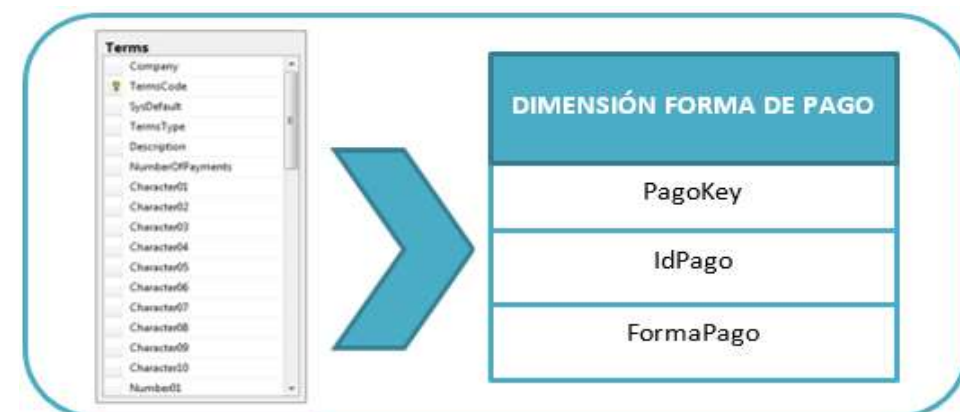 Terms
Company
TermsCode
SysDefault
TermsType
Description
NumberOfPayments
Character01
Character02
Character03
Character04
Character05
Character06
Character07
Character08
Character09
Character10
Number01
DIMENSIÓN FORMA DE PAGO
PagoKey
IdPago
FormaPago